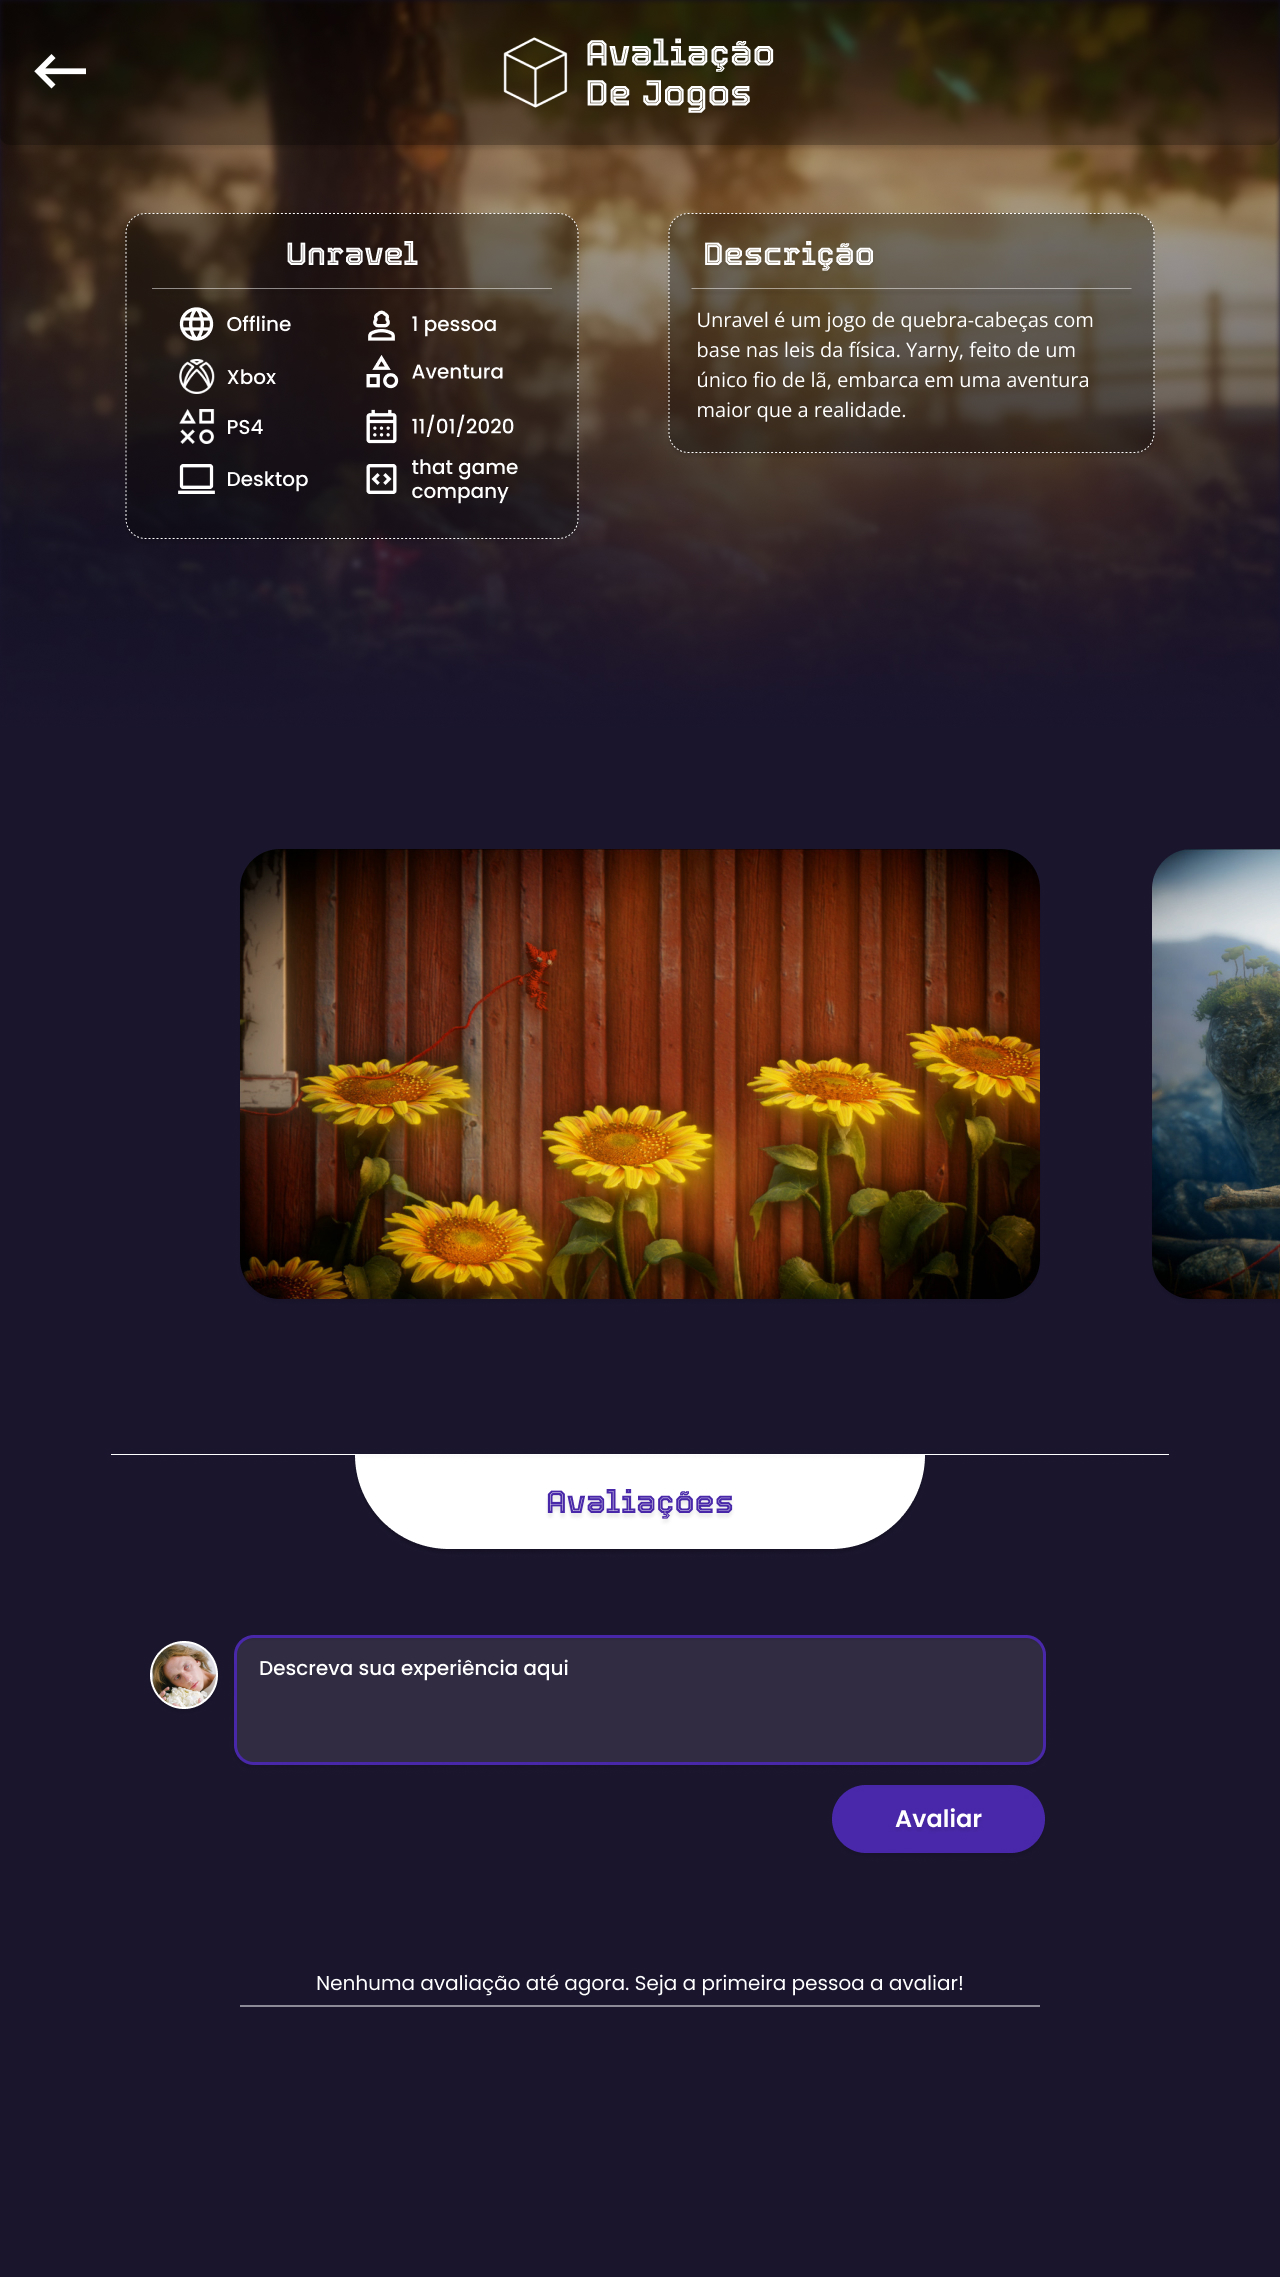 Avaliação
De Jogos
Unravel
Offline
1 pessoa
Xbox
Aventura
PS4
11/01/2020
Desktop
that game
company
Descrição
Unravel é um jogo de quebra-cabeças com
base nas leis da física. Yarny, feito de um
único fio de lã, embarca em uma aventura
maior que a realidade.
Avaliações
Descreva sua experiência aqui
Avaliar
Nenhuma avaliação até agora. Seja a primeira pessoa a avaliar!